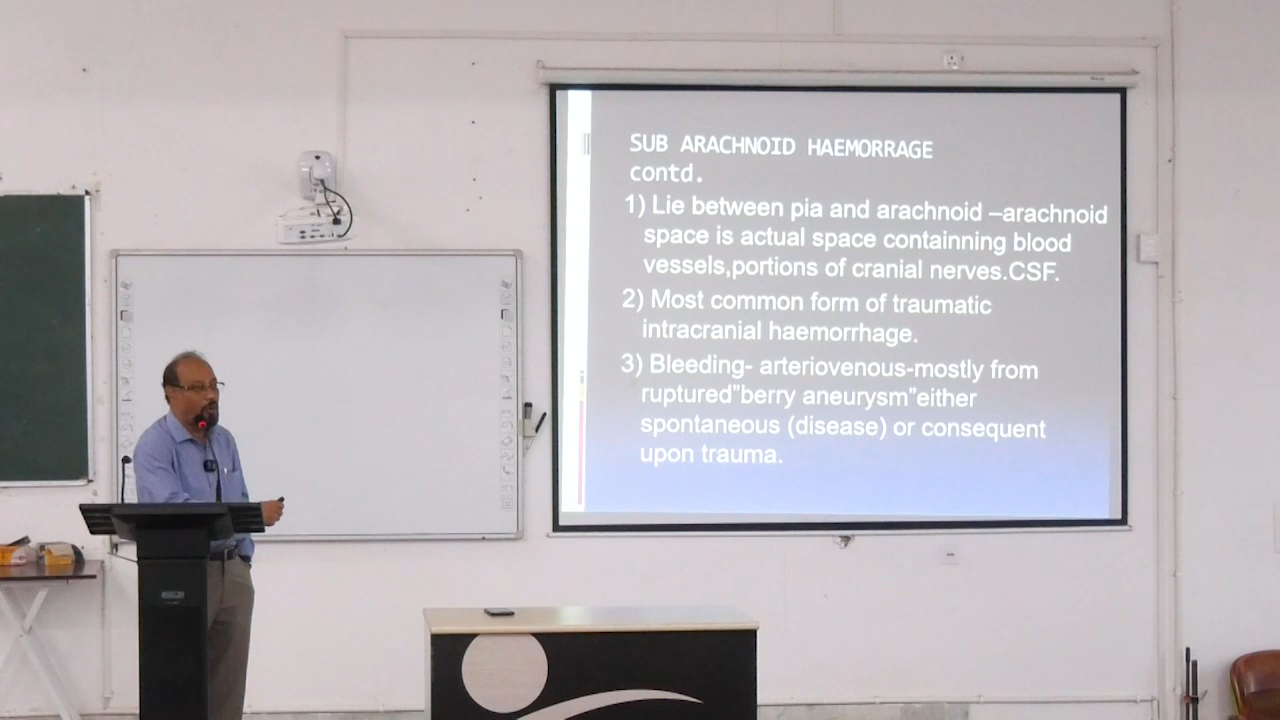 SUB ARACHNOID HAEMORRAGE
contd.
1) Lie between pia and arachnoid –arachnoid
space is actual space containning blood
vessels,portions of cranial nerves.CSF.
2) Most common form of traumatic
intracranial haemorrhage.
3) Bleeding- arteriovenous-mostly from
ruptured"berry aneurysm"either
spontaneous (disease) or consequent
upon trauma.